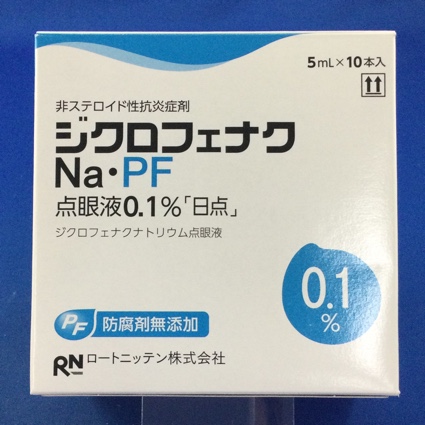 5mL×10本入
非ステロイド性抗炎症剤
ジクロフェナク
Na・PF
点眼液0.1%「日点」
ジクロフェナクナトリウム点眼液
0.1
%
PF 防腐剤無添加
RN ロートニッテン株式会社